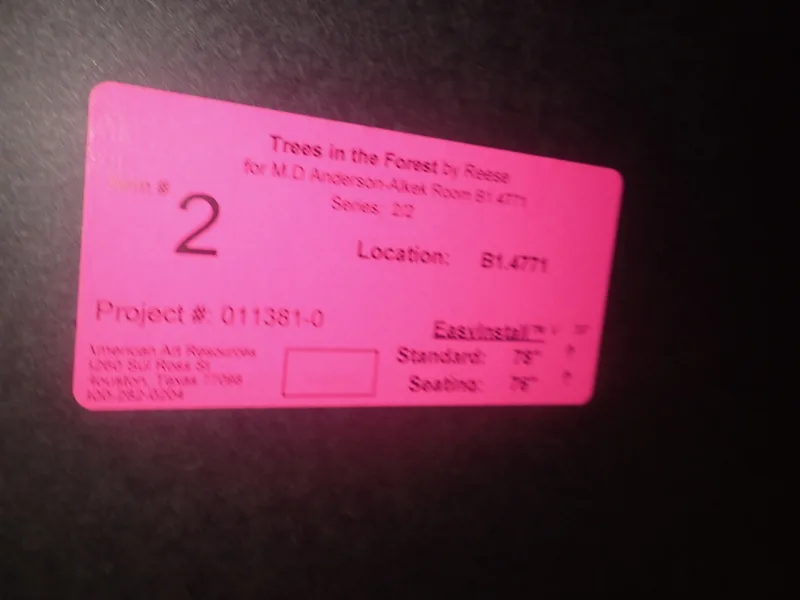 Trees in the Forest by Reese
for M.D Anderson-Alkek Room B1.4771
Series: 2/2
Item #
2
Location: B1.4771
Project #: 011381-0
EasyInstall™
Standard: 78" ↑
Seating: 76" ↑
American Art Resources
Houston, Texas